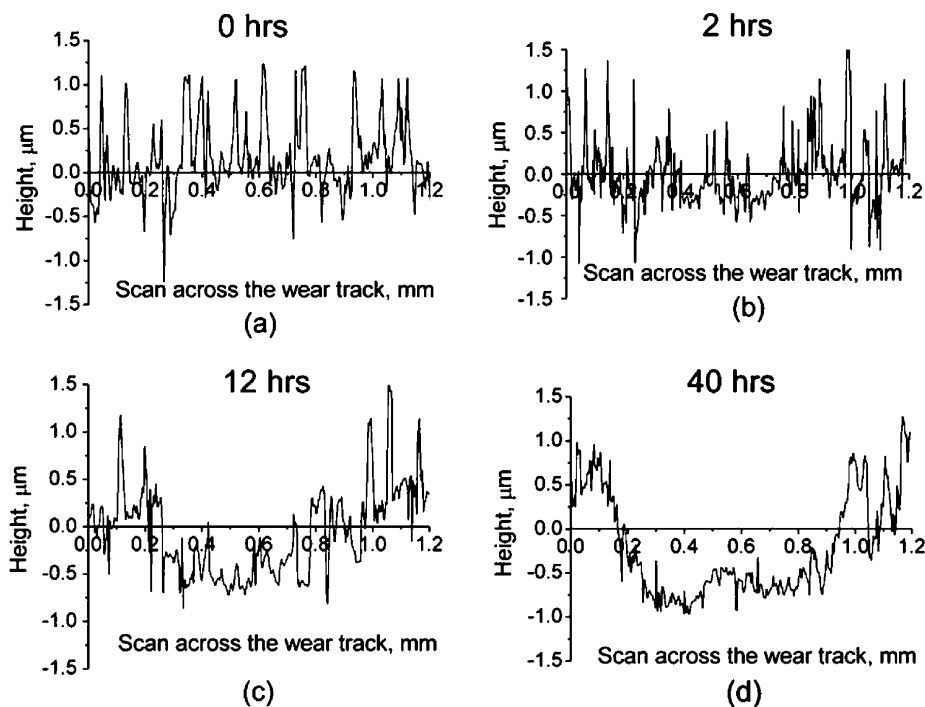 0 hrs
1.5
1.0
0.5
0.0
-0.5
-1.0
-1.5
Height, μm
0.0 0.2 0.4 0.6 0.8 1.0 1.2
Scan across the wear track, mm
(a)
2 hrs
1.5
1.0
0.5
0.0
-0.5
-1.0
-1.5
Height, μm
0.0 0.2 0.4 0.6 0.8 1.0 1.2
Scan across the wear track, mm
(b)
12 hrs
1.5
1.0
0.5
0.0
-0.5
-1.0
-1.5
Height, μm
0.0 0.2 0.4 0.6 0.8 1.0 1.2
Scan across the wear track, mm
(c)
40 hrs
1.5
1.0
0.5
0.0
-0.5
-1.0
-1.5
Height, μm
0.0 0.2 0.4 0.6 0.8 1.0 1.2
Scan across the wear track, mm
(d)